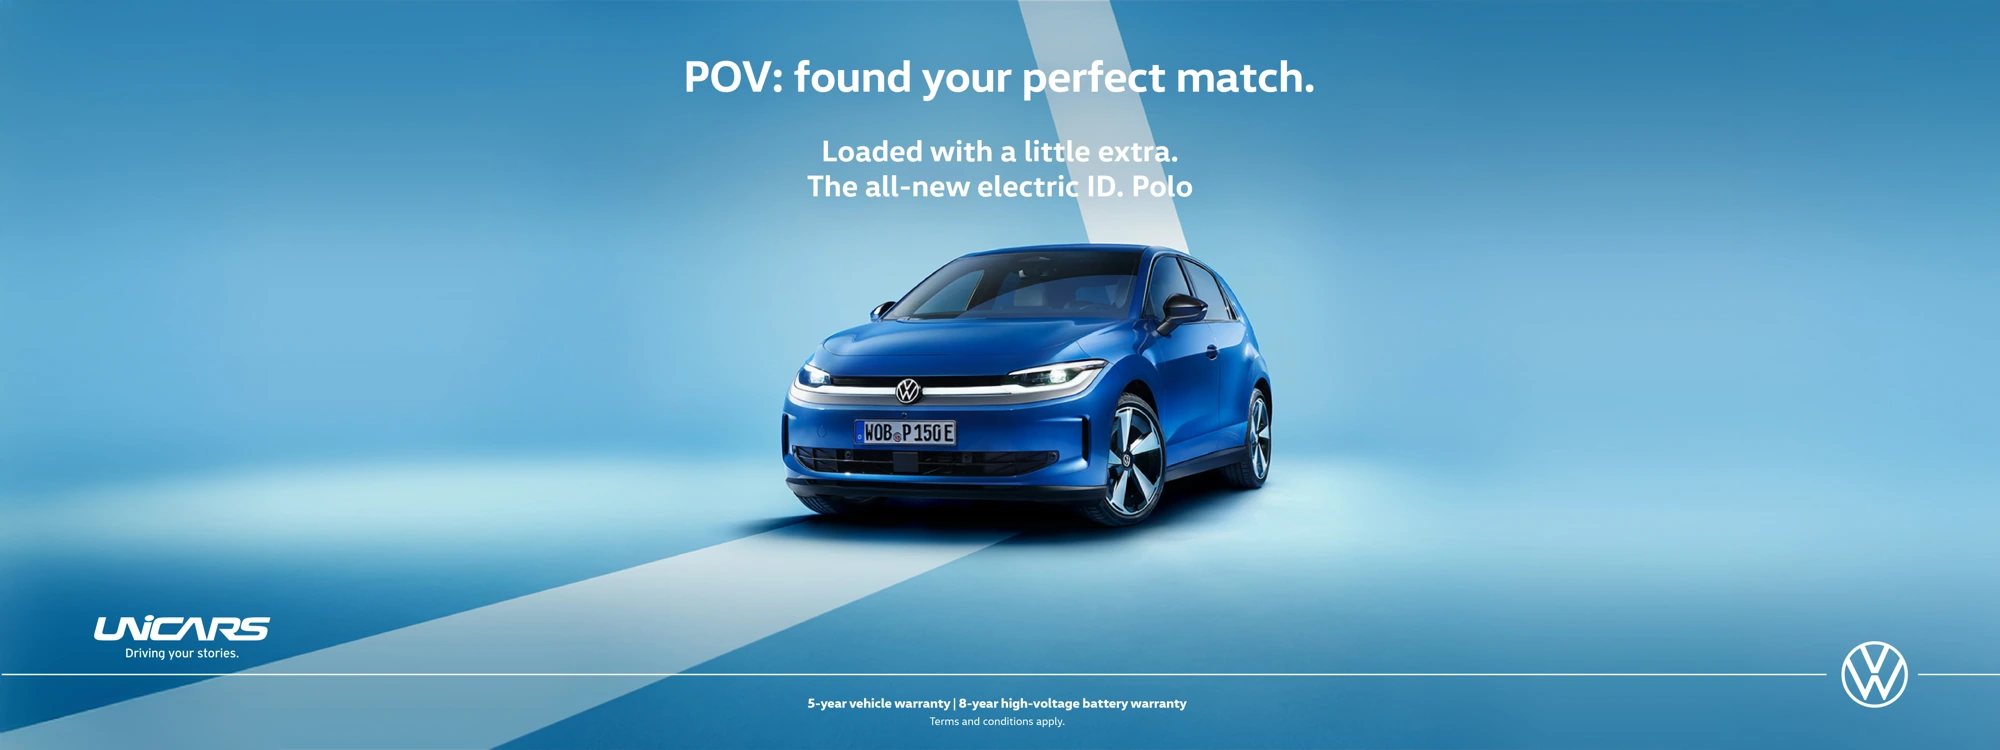 POV: found your perfect match.
Loaded with a little extra.
The all-new electric ID. Polo
WOB P 150 E
UNiCARS
Driving your stories.
5-year vehicle warranty | 8-year high-voltage battery warranty
Terms and conditions apply.